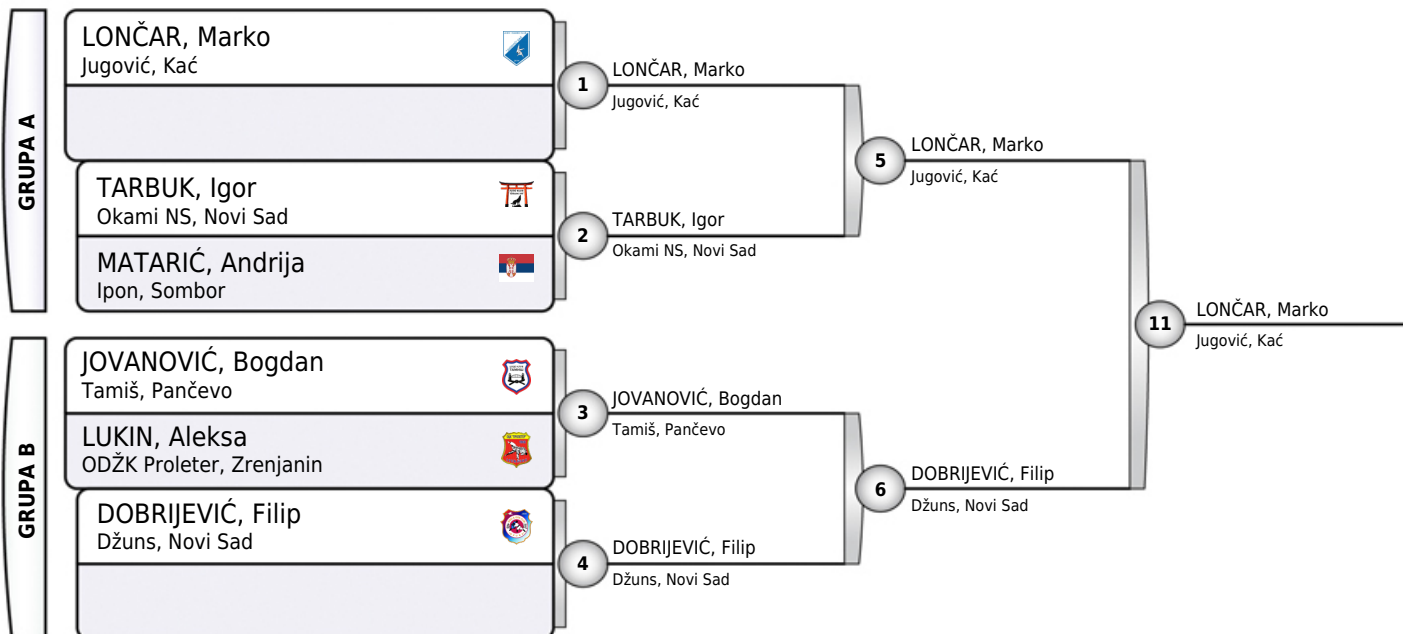 GRUPA A
LONČAR, Marko
Jugović, Kać
TARBUK, Igor
Okami NS, Novi Sad
MATARIĆ, Andrija
Ipon, Sombor
1
LONČAR, Marko
Jugović, Kać
2
TARBUK, Igor
Okami NS, Novi Sad
5
LONČAR, Marko
Jugović, Kać
GRUPA B
JOVANOVIĆ, Bogdan
Tamiš, Pančevo
LUKIN, Aleksa
ODŽK Proleter, Zrenjanin
DOBRIJEVIĆ, Filip
Džuns, Novi Sad
3
JOVANOVIĆ, Bogdan
Tamiš, Pančevo
4
DOBRIJEVIĆ, Filip
Džuns, Novi Sad
6
DOBRIJEVIĆ, Filip
Džuns, Novi Sad
11
LONČAR, Marko
Jugović, Kać